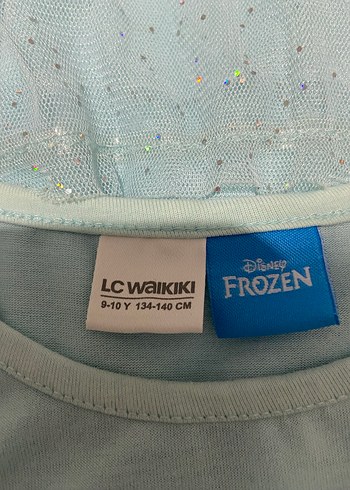 LC WAIKIKI
9-10 Y 134-140 CM
Disney
FROZEN